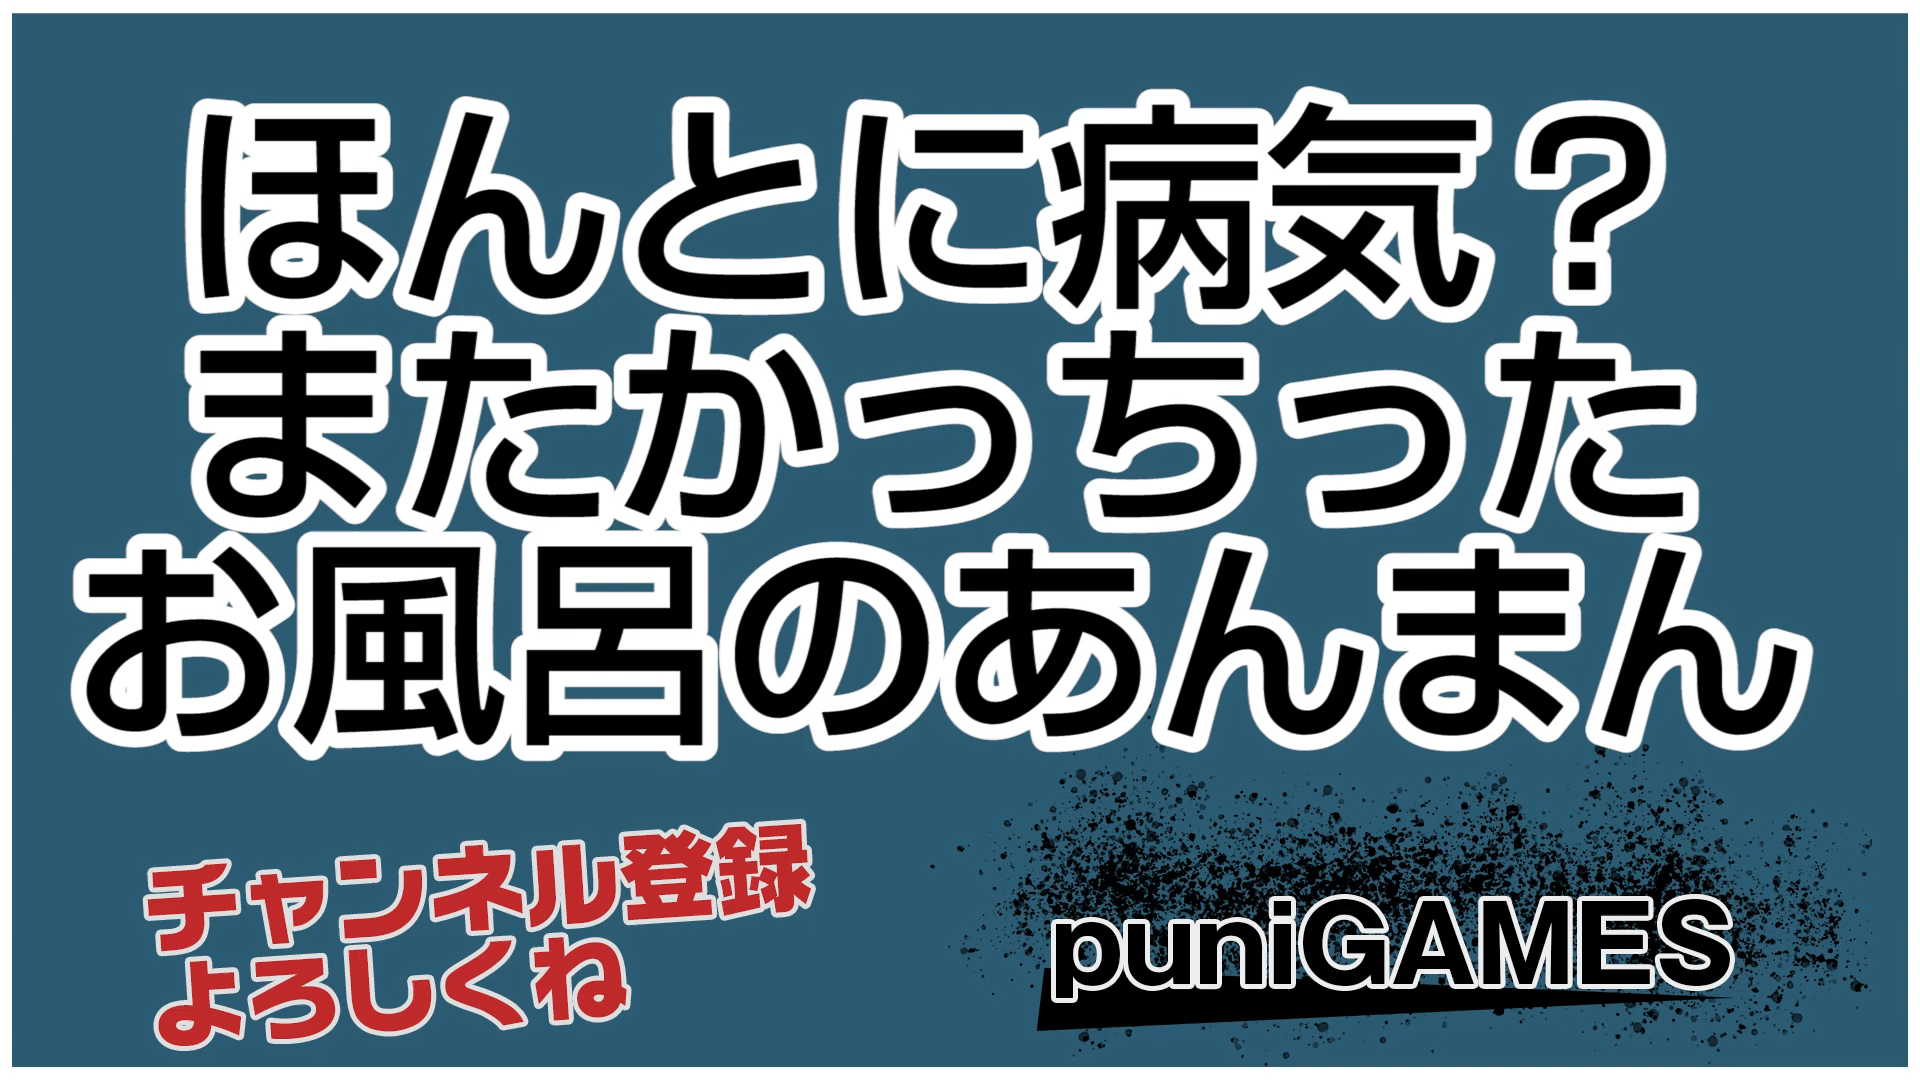 ほんとに病気？
またかっちった
お風呂のあんまん
チャンネル登録
よろしくね
puniGAMES